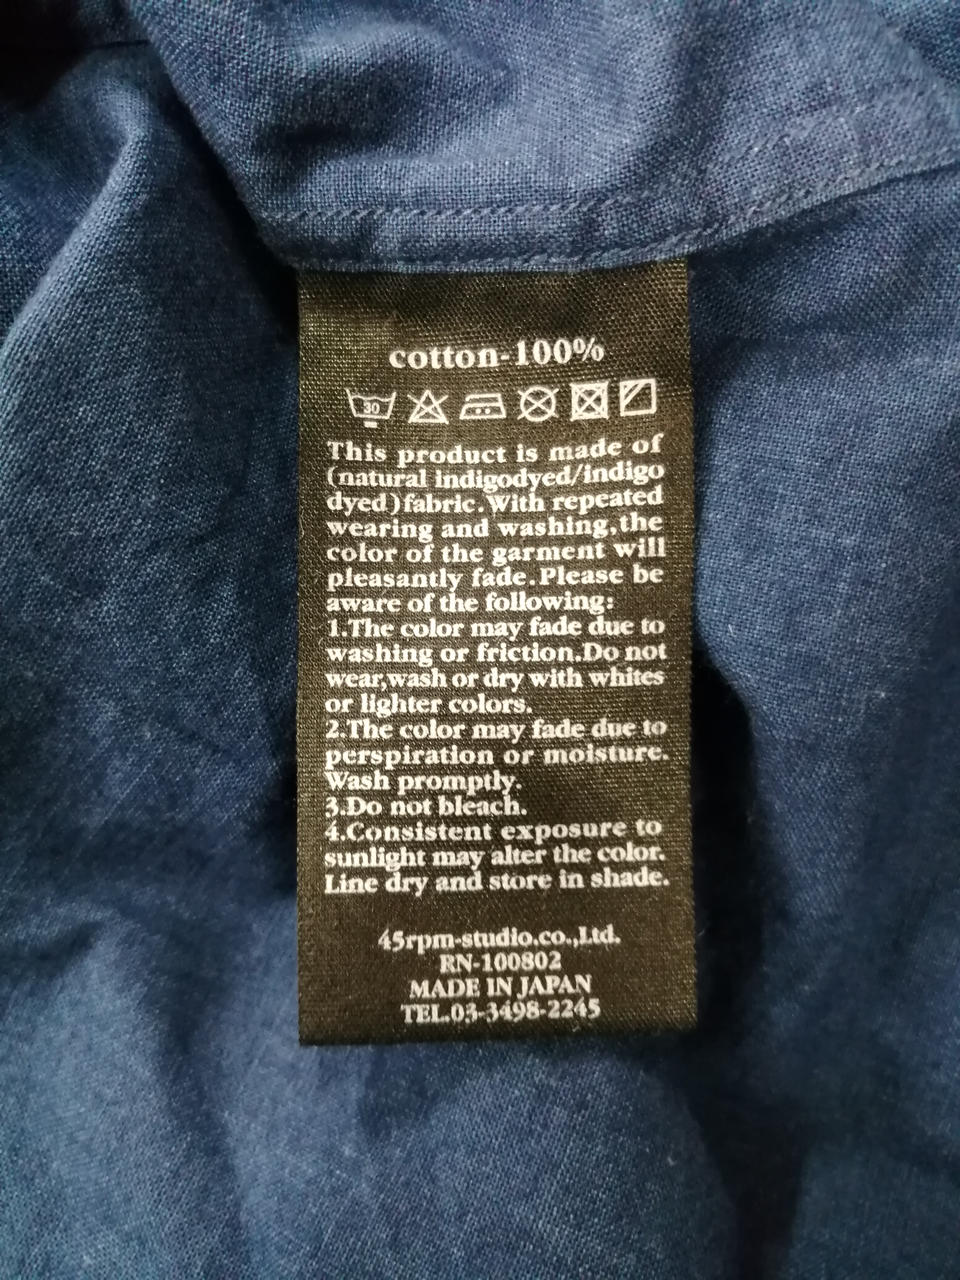 cotton-100%
30
This product is made of
(natural indigodyed/indigo
dyed)fabric.With repeated
wearing and washing,the
color of the garment will
pleasantly fade.Please be
aware of the following:
1.The color may fade due to
washing or friction.Do not
wear,wash or dry with whites
or lighter colors.
2.The color may fade due to
perspiration or moisture.
Wash promptly.
3.Do not bleach.
4.Consistent exposure to
sunlight may alter the color.
Line dry and store in shade.
45rpm-studio.co.,Ltd.
RN-100802
MADE IN JAPAN
TEL.03-3498-2245